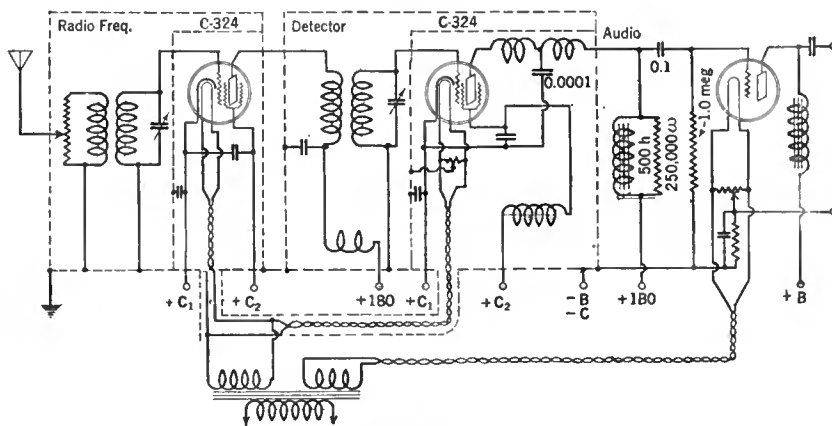 Radio Freq.
C-324
Detector
C-324
Audio
0.0001
0.1
500 h
250,000 ω
~1.0 meg
+ C₁
+ C₂
+180
+ C₁
+ C₂
- B
- C
+180
+ B